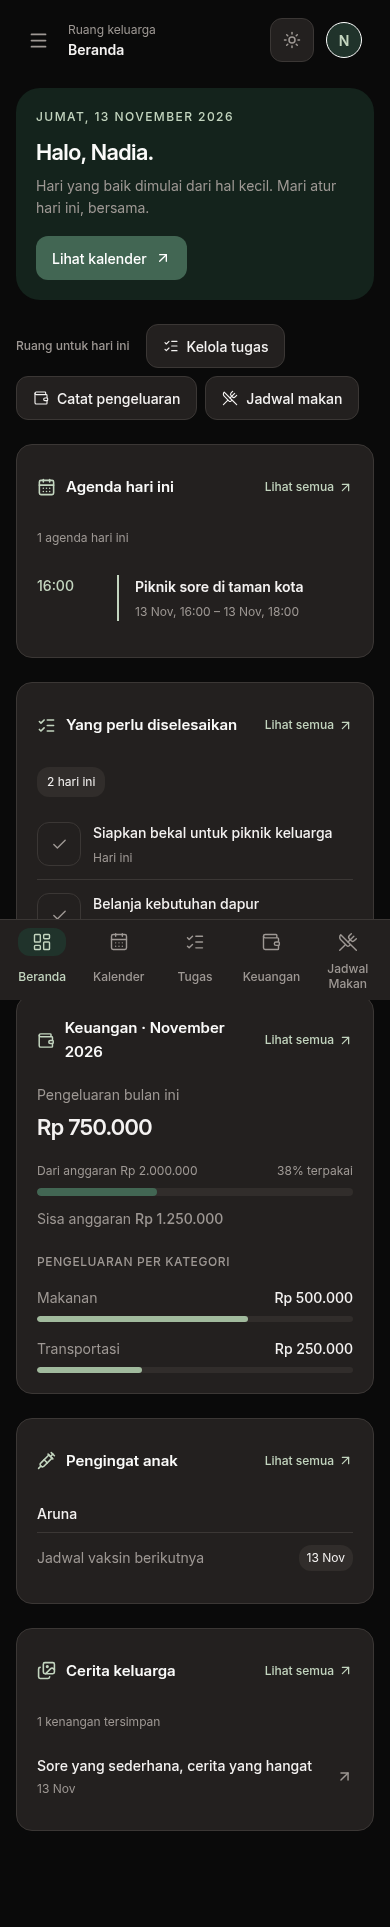 Ruang keluarga
Beranda
N
JUMAT, 13 NOVEMBER 2026
Halo, Nadia.
Hari yang baik dimulai dari hal kecil. Mari atur
hari ini, bersama.
Lihat kalender
Ruang untuk hari ini
Kelola tugas
Catat pengeluaran
Jadwal makan
Agenda hari ini
Lihat semua
1 agenda hari ini
16:00
Piknik sore di taman kota
13 Nov, 16:00 – 13 Nov, 18:00
Yang perlu diselesaikan
Lihat semua
2 hari ini
Siapkan bekal untuk piknik keluarga
Hari ini
Belanja kebutuhan dapur
Beranda
Kalender
Tugas
Keuangan
Jadwal
Makan
Keuangan · November
2026
Lihat semua
Pengeluaran bulan ini
Rp 750.000
Dari anggaran Rp 2.000.000
38% terpakai
Sisa anggaran Rp 1.250.000
PENGELUARAN PER KATEGORI
Makanan
Rp 500.000
Transportasi
Rp 250.000
Pengingat anak
Lihat semua
Aruna
Jadwal vaksin berikutnya
13 Nov
Cerita keluarga
Lihat semua
1 kenangan tersimpan
Sore yang sederhana, cerita yang hangat
13 Nov